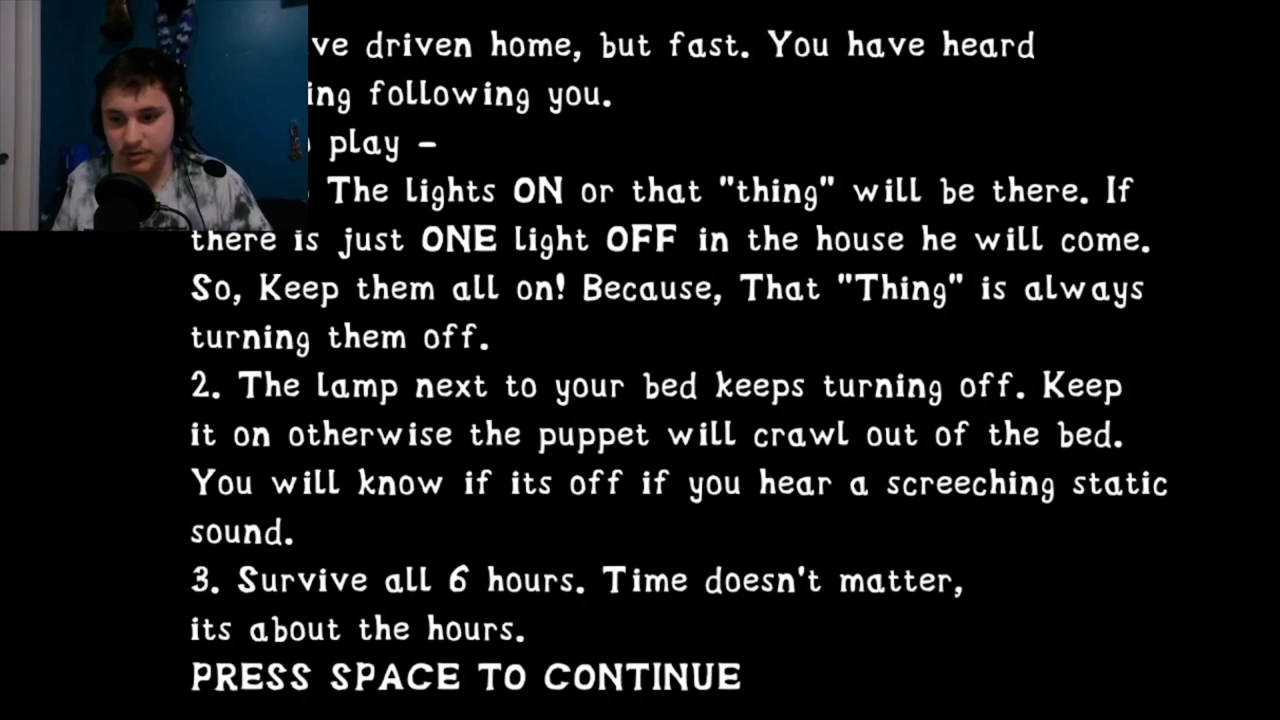 driven home, but fast. You have heard
following you.
play -
The lights ON or that "thing" will be there. If
there is just ONE light OFF in the house he will come.
So, Keep them all on! Because, That "Thing" is always
turning them off.
2. The lamp next to your bed keeps turning off. Keep
it on otherwise the puppet will crawl out of the bed.
You will know if its off if you hear a screeching static
sound.
3. Survive all 6 hours. Time doesn't matter,
its about the hours.
PRESS SPACE TO CONTINUE